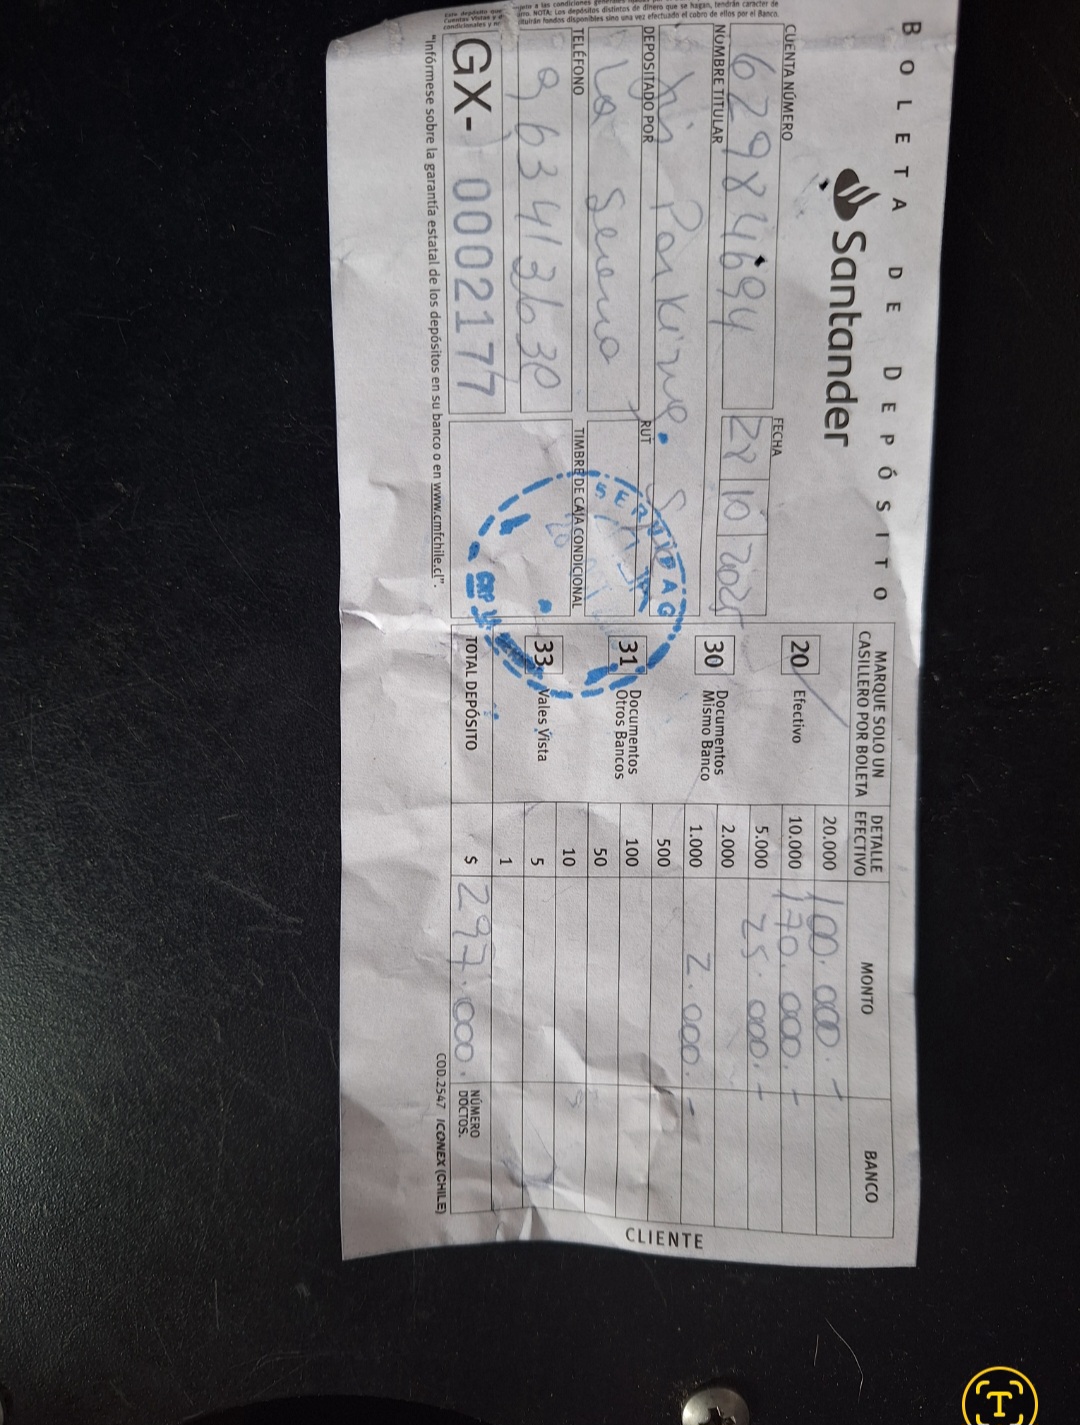 BOLETA DE DEPÓSITO
Santander
CUENTA NÚMERO
FECHA
62984694
28 10 2025
NOMBRE TITULAR
Parking. S
DEPOSITADO POR
RUT
La Serena
TELÉFONO
TIMBRE DE CAJA CONDICIONAL
963413630
GX- 0002177
"Infórmese sobre la garantía estatal de los depósitos en su banco o en www.cmfchile.cl".
MARQUE SOLO UN
CASILLERO POR BOLETA
20 Efectivo
30 Documentos
Mismo Banco
31 Documentos
Otros Bancos
33 Vales Vista
TOTAL DEPÓSITO
DETALLE
EFECTIVO
MONTO
BANCO
20.000 100.000.-
10.000 170.000.-
5.000 25.000.-
2.000
1.000 2.000.-
500
100
50
10
5
1
$ 297.000.
NÚMERO
DOCTOS.
COD.2547 ICONEX (CHILE)
CLIENTE